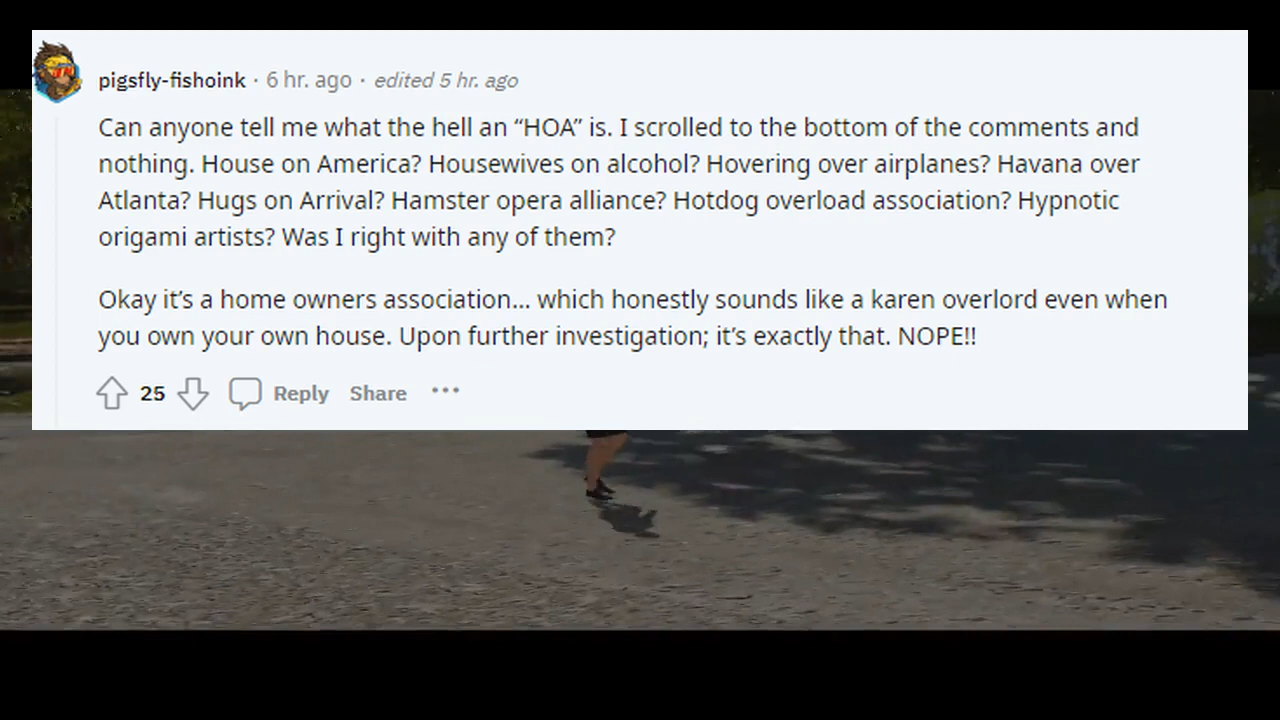 pigsfly-fishoink · 6 hr. ago · edited 5 hr. ago
Can anyone tell me what the hell an “HOA” is. I scrolled to the bottom of the comments and
nothing. House on America? Housewives on alcohol? Hovering over airplanes? Havana over
Atlanta? Hugs on Arrival? Hamster opera alliance? Hotdog overload association? Hypnotic
origami artists? Was I right with any of them?
Okay it’s a home owners association... which honestly sounds like a karen overlord even when
you own your own house. Upon further investigation; it’s exactly that. NOPE!!
25 Reply Share •••